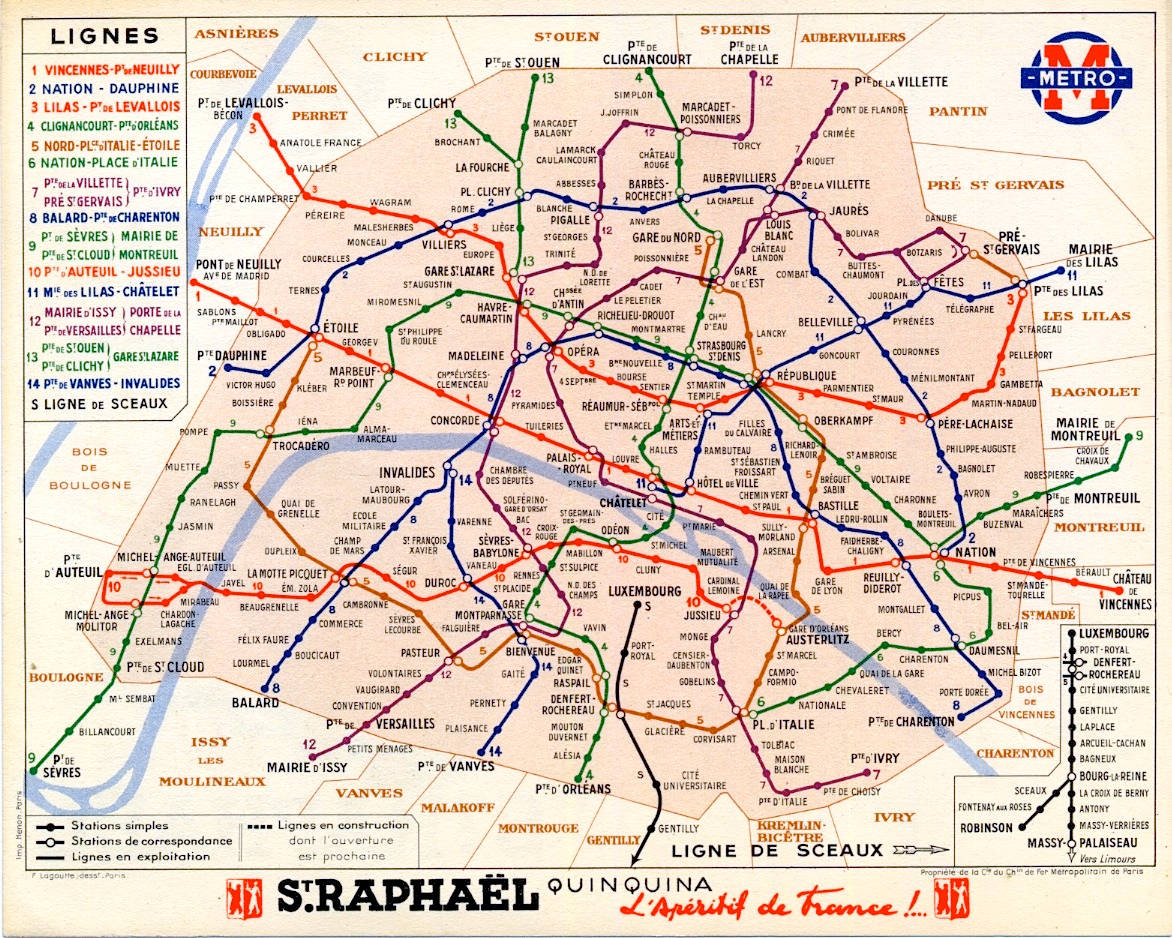 LIGNES
1 VINCENNES-Pte DE NEUILLY
2 NATION - DAUPHINE
3 LILAS - Pte DE LEVALLOIS
4 CLIGNANCOURT-Pte D'ORLÉANS
5 NORD-PLce D'ITALIE-ÉTOILE
6 NATION-PLACE D'ITALIE
7 Pte DE LA VILLETTE
PRÉ St GERVAIS
Pte D'IVRY
8 BALARD-Pte DE CHARENTON
9 Pt DE SÈVRES
Pte DE St CLOUD
MAIRIE DE
MONTREUIL
10 Pte D'AUTEUIL - JUSSIEU
11 Mie DES LILAS-CHÂTELET
12 MAIRIE D'ISSY
Pte DE VERSAILLES
PORTE DE LA
CHAPELLE
13 Pte DE St OUEN
Pte DE CLICHY
GARE St LAZARE
14 Pte DE VANVES - INVALIDES
S LIGNE DE SCEAUX
ASNIÈRES
COURBEVOIE
LEVALLOIS
PERRET
CLICHY
St OUEN
St DENIS
AUBERVILLIERS
PANTIN
PRÉ St GERVAIS
LES LILAS
BAGNOLET
MONTREUIL
St MANDÉ
BOIS
DE
VINCENNES
CHARENTON
IVRY
KREMLIN-
BICÊTRE
GENTILLY
MONTROUGE
MALAKOFF
VANVES
ISSY
LES
MOULINEAUX
BOULOGNE
BOIS
DE
BOULOGNE
NEUILLY
METRO
M
Pte DE St OUEN
13
Pte DE
CLIGNANCOURT
4
Pte DE LA
CHAPELLE
12
Pte DE LA VILLETTE
7
Pte DE CLICHY
13
Pt DE LEVALLOIS-
BÉCON
3
SIMPLON
J.JOFFRIN
MARCADET-
POISSONNIERS
PONT DE FLANDRE
CRIMÉE
RIQUET
TORCY
MARCADET
BALAGNY
BROCHANT
LA FOURCHE
LAMARCK
CAULAINCOURT
CHÂTEAU
ROUGE
ANATOLE FRANCE
VALLIER
Pte DE CHAMPERRET
PÉREIRE
WAGRAM
MALESHERBES
ROME
PL. CLICHY
ABBESSES
BARBÈS-
ROCHECHt
AUBERVILLIERS
LA CHAPELLE
Bd DE LA VILLETTE
BLANCHE
PIGALLE
ANVERS
LIÈGE
St GEORGES
GARE DU NORD
LOUIS
BLANC
JAURÈS
BOLIVAR
DANUBE
BOTZARIS
PRÉ-
St GERVAIS
MAIRIE
DES LILAS
11
Pte DES LILAS
MONCEAU
VILLIERS
EUROPE
COURCELLES
TERNES
TRINITÉ
N.D. DE
LORETTE
POISSONNIÈRE
CHÂTEAU
LANDON
COMBAT
BUTTES-
CHAUMONT
PL. DES FÊTES
JOURDAIN
TÉLÉGRAPHE
PONT DE NEUILLY
AVe DE MADRID
1
SABLONS
Pte MAILLOT
OBLIGADO
GARE St LAZARE
St AUGUSTIN
MIROMESNIL
HAVRE-
CAUMARTIN
CHSSÉE
D'ANTIN
CADET
LE PELETIER
RICHELIEU-DROUOT
MONTMARTRE
GARE
DE L'EST
CHau
D'EAU
LANCRY
BELLEVILLE
PYRÉNÉES
St FARGEAU
PELLEPORT
GAMBETTA
ÉTOILE
GEORGE V
St PHILIPPE
DU ROULE
MADELEINE
OPÉRA
Bne NOUVELLE
STRASBOURG
St DENIS
GONCOURT
COURONNES
MÉNILMONTANT
MARTIN-NADAUD
Pte DAUPHINE
2
VICTOR HUGO
KLÉBER
BOISSIÈRE
MARBEUF-
Rd POINT
CHPS ÉLYSÉES-
CLEMENCEAU
4 SEPTbre
BOURSE
SENTIER
St MARTIN
TEMPLE
RÉPUBLIQUE
PARMENTIER
St MAUR
PÈRE-LACHAISE
POMPE
IÉNA
TROCADÉRO
ALMA-
MARCEAU
CONCORDE
PYRAMIDES
TUILERIES
RÉAUMUR-SÉBPOL
ETNE MARCEL
ARTS ET
MÉTIERS
FILLES
DU CALVAIRE
OBERKAMPF
PHILIPPE-AUGUSTE
BAGNOLET
AVRON
MAIRIE DE
MONTREUIL
9
CROIX DE
CHAVAUX
ROBESPIERRE
Pte DE MONTREUIL
MARAÎCHERS
BUZENVAL
MUETTE
PASSY
RANELAGH
JASMIN
INVALIDES
14
CHAMBRE
DES DÉPUTÉS
PALAIS-
ROYAL
LOUVRE
Pt NEUF
HALLES
RAMBUTEAU
St SÉBASTIEN
FROISSART
RICHARD-
LENOIR
St AMBROISE
VOLTAIRE
CHARONNE
BOULETS-
MONTREUIL
LATOUR-
MAUBOURG
ECOLE
MILITAIRE
QUAI DE
GRENELLE
SOLFÉRINO-
GARE D'ORSAY
BAC
CHÂTELET
HÔTEL DE VILLE
CHEMIN VERT
St PAUL
BRÉGUET
SABIN
BASTILLE
LEDRU-ROLLIN
FAIDHERBE-
CHALIGNY
NATION
VARENNE
St FRANÇOIS
XAVIER
SÈVRES-
BABYLONE
CROIX-
ROUGE
St GERMAIN-
DES-PRÉS
ODÉON
CITÉ
St MICHEL
Pt MARIE
SULLY-
MORLAND
ARSENAL
MABILLON
CLUNY
MAUBERT
MUTUALITÉ
CARDINAL
LEMOINE
QUAI DE
LA RAPÉE
GARE
DE LYON
REUILLY-
DIDEROT
Pte DE VINCENNES
St MANDÉ-
TOURELLE
BÉRAULT
CHÂTEAU
DE
VINCENNES
Pte
D'AUTEUIL
10
MICHEL-ANGE-AUTEUIL
EGL. D'AUTEUIL
MICHEL-ANGE
MOLITOR
CHARDON-
LAGACHE
MIRABEAU
JAVEL
ÉM. ZOLA
BEAUGRENELLE
DUPLEIX
CHAMP
DE MARS
LA MOTTE PICQUET
SÉGUR
DUROC
VANEAU
RENNES
St PLACIDE
St SULPICE
N.D. DES
CHAMPS
LUXEMBOURG
S
JUSSIEU
MONGE
CENSIER-
DAUBENTON
GOBELINS
GARE D'ORLÉANS
AUSTERLITZ
St MARCEL
CAMPO-
FORMIO
MONTGALLET
PICPUS
BEL-AIR
DAUMESNIL
BERCY
CHARENTON
QUAI DE LA GARE
CHEVALERET
NATIONALE
MICHEL BIZOT
PORTE DORÉE
Pte DE CHARENTON
8
CAMBRONNE
COMMERCE
SÈVRES
LECOURBE
FALGUIÈRE
PASTEUR
GARE
MONTPARNASSE
BIENVENUE
VAVIN
EDGAR
QUINET
RASPAIL
PORT-
ROYAL
FÉLIX FAURE
BOUCICAUT
LOURMEL
BALARD
8
VOLONTAIRES
VAUGIRARD
CONVENTION
Pte DE VERSAILLES
PETITS MÉNAGES
12
MAIRIE D'ISSY
GAITÉ
PERNETY
PLAISANCE
Pte DE VANVES
14
DENFERT-
ROCHEREAU
MOUTON
DUVERNET
ALÉSIA
Pte D'ORLÉANS
4
St JACQUES
GLACIÈRE
CORVISART
PL. D'ITALIE
TOLBIAC
MAISON
BLANCHE
Pte D'ITALIE
Pte DE CHOISY
Pte D'IVRY
7
CITÉ
UNIVERSITAIRE
GENTILLY
EXELMANS
Pte DE St CLOUD
Mel SEMBAT
BILLANCOURT
9
Pt DE
SÈVRES
LUXEMBOURG
PORT-ROYAL
DENFERT-
ROCHEREAU
CITÉ UNIVERSITAIRE
GENTILLY
LAPLACE
ARCUEIL-CACHAN
BAGNEUX
BOURG-LA-REINE
SCEAUX
FONTENAY AUX ROSES
ROBINSON
LA CROIX DE BERNY
ANTONY
MASSY-VERRIÈRES
MASSY-PALAISEAU
Vers Limours
LIGNE DE SCEAUX
Stations simples
Stations de correspondance
Lignes en exploitation
Lignes en construction
dont l'ouverture
est prochaine
Imp. Henon. Paris
F. Lagoutte, dessr. Paris
Propriété de la Cie du Chin de Fer Métropolitain de Paris
St. RAPHAËL QUINQUINA
L'Apéritif de France !...